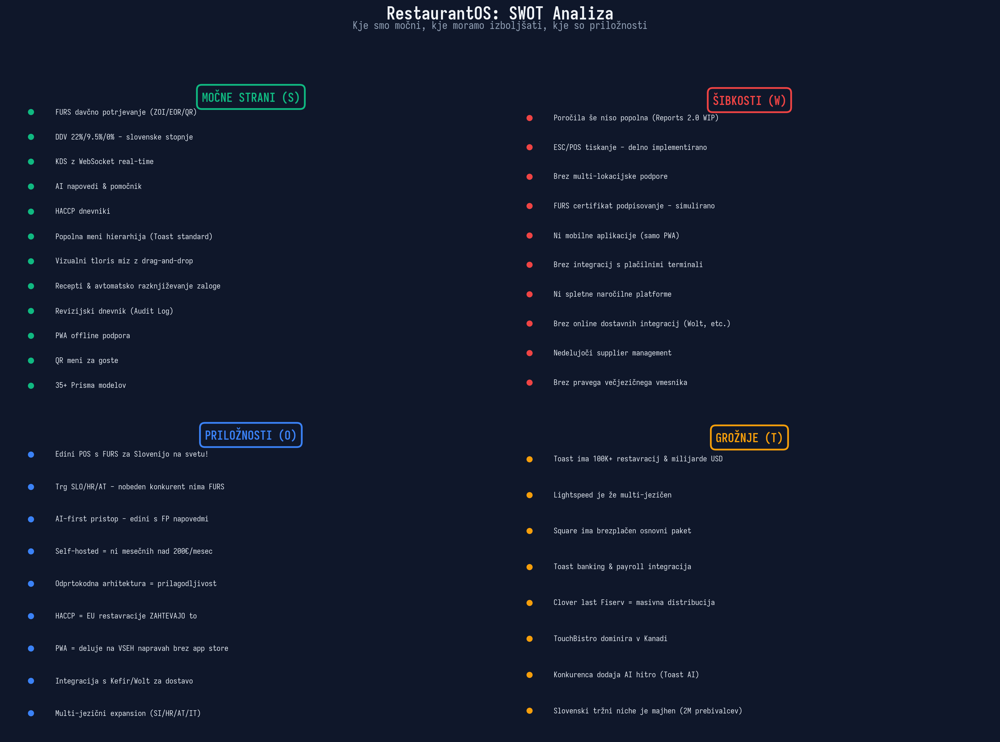 RestaurantOS: SWOT Analiza
Kje smo močni, kje moramo izboljšati, kje so priložnosti
MOČNE STRANI (S)
FURS davčno potrjevanje (ZOI/EOR/QR)
DDV 22%/9.5%/0% - slovenske stopnje
KDS z WebSocket real-time
AI napovedi & pomočnik
HACCP dnevniki
Popolna meni hierarhija (Toast standard)
Vizualni tloris miz z drag-and-drop
Recepti & avtomatsko razknjiževanje zaloge
Revizijski dnevnik (Audit Log)
PWA offline podpora
QR meni za goste
35+ Prisma modelov
ŠIBKOSTI (W)
Poročila še niso popolna (Reports 2.0 WIP)
ESC/POS tiskanje - delno implementirano
Brez multi-lokacijske podpore
FURS certifikat podpisovanje - simulirano
Ni mobilne aplikacije (samo PWA)
Brez integracij s plačilnimi terminali
Ni spletne naročilne platforme
Brez online dostavnih integracij (Wolt, etc.)
Nedelujoči supplier management
Brez pravega večjezičnega vmesnika
PRILOŽNOSTI (O)
Edini POS s FURS za Slovenijo na svetu!
Trg SLO/HR/AT - nobeden konkurent nima FURS
AI-first pristop - edini s FP napovedmi
Self-hosted = ni mesečnih nad 200€/mesec
Odprtokodna arhitektura = prilagodljivost
HACCP = EU restavracije ZAHTEVAJO to
PWA = deluje na VSEH napravah brez app store
Integracija s Kefir/Wolt za dostavo
Multi-jezični expansion (SI/HR/AT/IT)
GROŽNJE (T)
Toast ima 100K+ restavracij & milijarde USD
Lightspeed je že multi-jezičen
Square ima brezplačen osnovni paket
Toast banking & payroll integracija
Clover last Fiserv = masivna distribucija
TouchBistro dominira v Kanadi
Konkurenca dodaja AI hitro (Toast AI)
Slovenski tržni niche je majhen (2M prebivalcev)